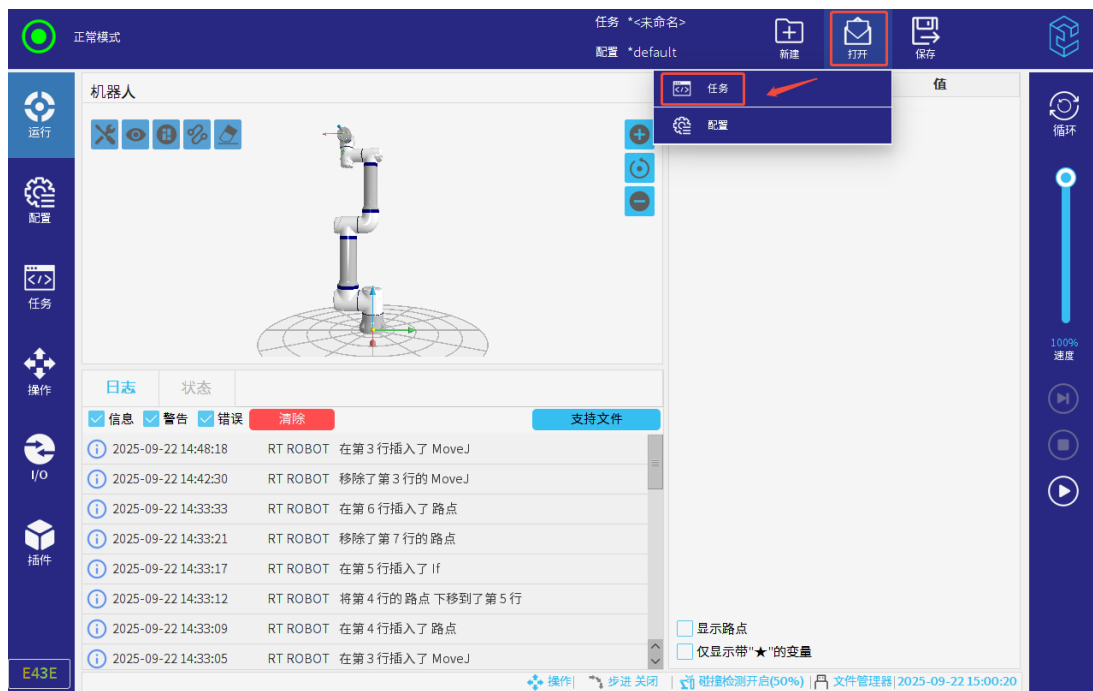 正常模式
任务 *<未命名>
配置 *default
新建
打开
保存
任务
配置
值
机器人
运行
配置
任务
操作
I/O
插件
E43E
循环
100%
速度
日志 状态
信息 警告 错误 清除 支持文件
2025-09-22 14:48:18 RT ROBOT 在第 3 行插入了 MoveJ
2025-09-22 14:42:30 RT ROBOT 移除了第 3 行的 MoveJ
2025-09-22 14:33:33 RT ROBOT 在第 6 行插入了 路点
2025-09-22 14:33:21 RT ROBOT 移除了第 7 行的 路点
2025-09-22 14:33:17 RT ROBOT 在第 5 行插入了 If
2025-09-22 14:33:12 RT ROBOT 将第 4 行的 路点 下移到了第 5 行
2025-09-22 14:33:09 RT ROBOT 在第 4 行插入了 路点
2025-09-22 14:33:05 RT ROBOT 在第 3 行插入了 MoveJ
显示路点
仅显示带"★"的变量
操作| 步进 关闭 | 碰撞检测开启(50%) | 文件管理器|2025-09-22 15:00:20